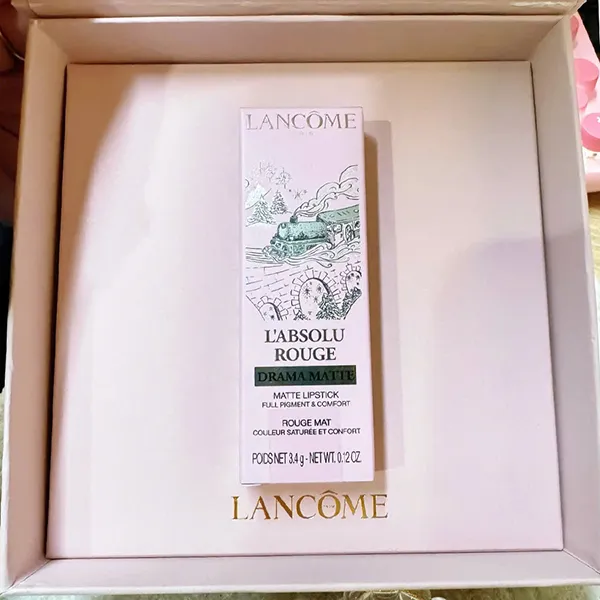 LANCÔME
L'ABSOLU
ROUGE
DRAMA MATTE
MATTE LIPSTICK
FULL PIGMENT & COMFORT
ROUGE MAT
COULEUR SATURÉE ET CONFORT
POIDS NET 3.4 g - NET WT. 0.12 OZ.
LANCÔME